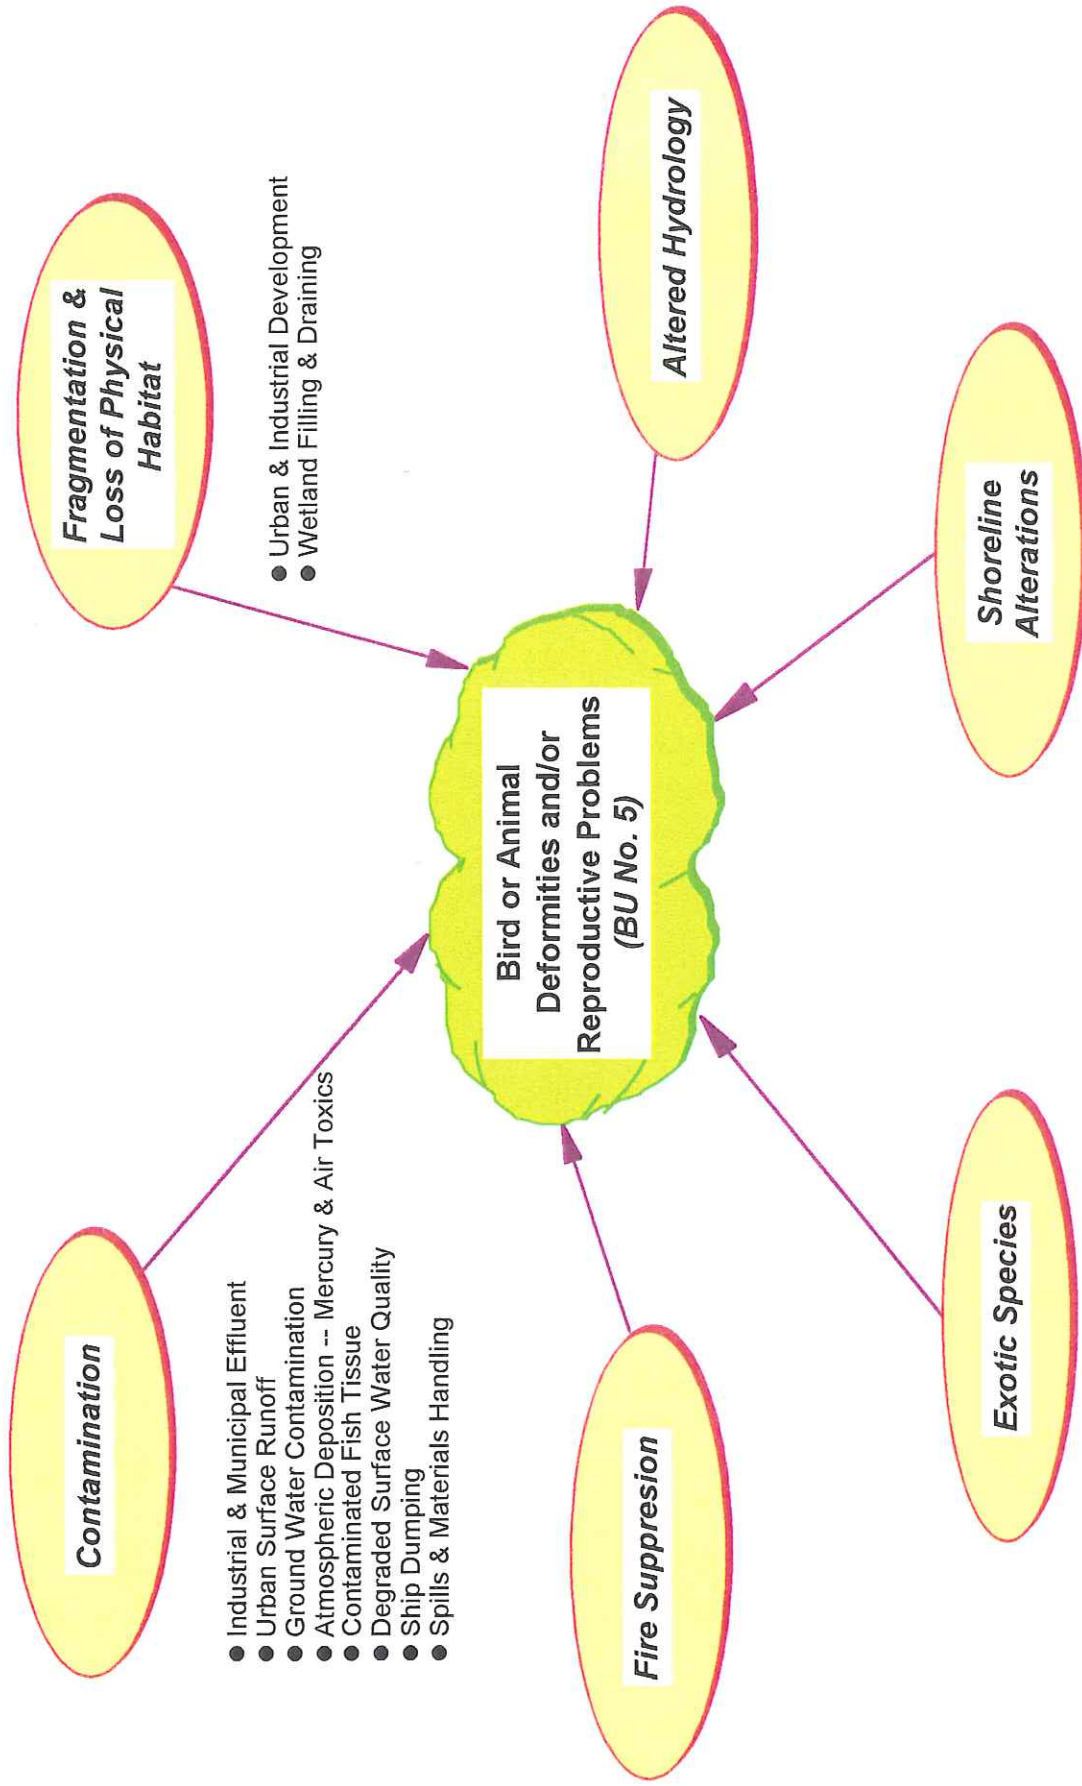 Contamination
● Industrial & Municipal Effluent
● Urban Surface Runoff
● Ground Water Contamination
● Atmospheric Deposition -- Mercury & Air Toxics
● Contaminated Fish Tissue
● Degraded Surface Water Quality
● Ship Dumping
● Spills & Materials Handling
Fragmentation &
Loss of Physical
Habitat
● Urban & Industrial Development
● Wetland Filling & Draining
Bird or Animal
Deformities and/or
Reproductive Problems
(BU No. 5)
Fire Suppresion
Altered Hydrology
Exotic Species
Shoreline
Alterations